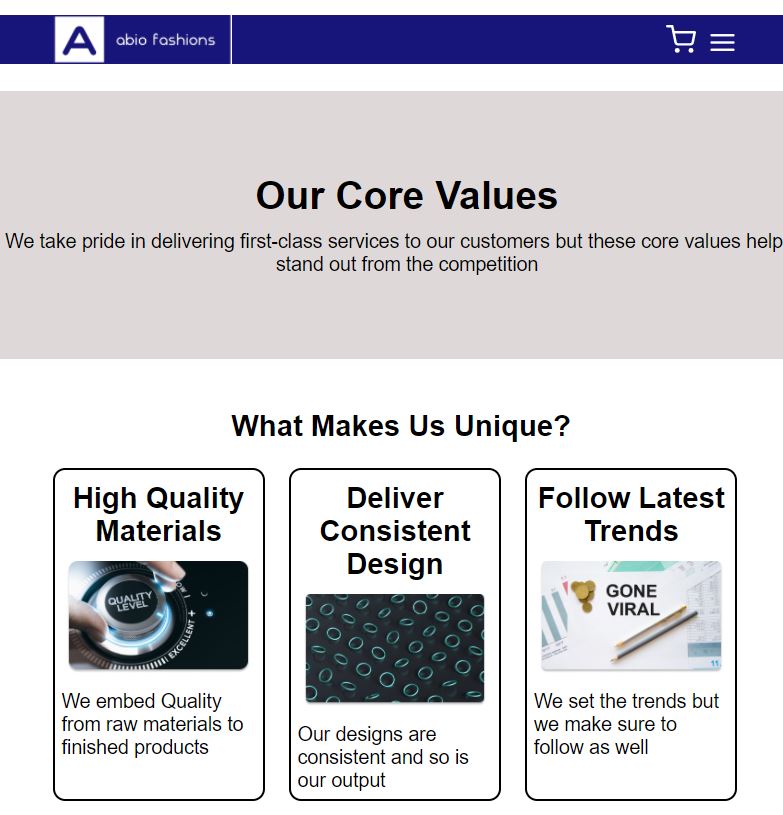 A abio fashions
Our Core Values
We take pride in delivering first-class services to our customers but these core values help
stand out from the competition
What Makes Us Unique?
High Quality
Materials
QUALITY
LEVEL
LOW
EXCELLENT +
We embed Quality
from raw materials to
finished products
Deliver
Consistent
Design
Our designs are
consistent and so is
our output
Follow Latest
Trends
GONE
VIRAL
11.
We set the trends but
we make sure to
follow as well